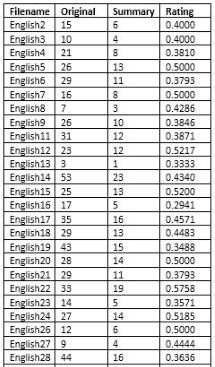 Filename Original Summary Rating
English2 15 6 0.4000
English3 10 4 0.4000
English4 21 8 0.3810
English5 26 13 0.5000
English6 29 11 0.3793
English7 16 8 0.5000
English8 7 3 0.4286
English9 26 10 0.3846
English11 31 12 0.3871
English12 23 12 0.5217
English13 3 1 0.3333
English14 53 23 0.4340
English15 25 13 0.5200
English16 17 5 0.2941
English17 35 16 0.4571
English18 29 13 0.4483
English19 43 15 0.3488
English20 28 14 0.5000
English21 29 11 0.3793
English22 33 19 0.5758
English23 14 5 0.3571
English24 27 14 0.5185
English26 12 6 0.5000
English27 9 4 0.4444
English28 44 16 0.3636